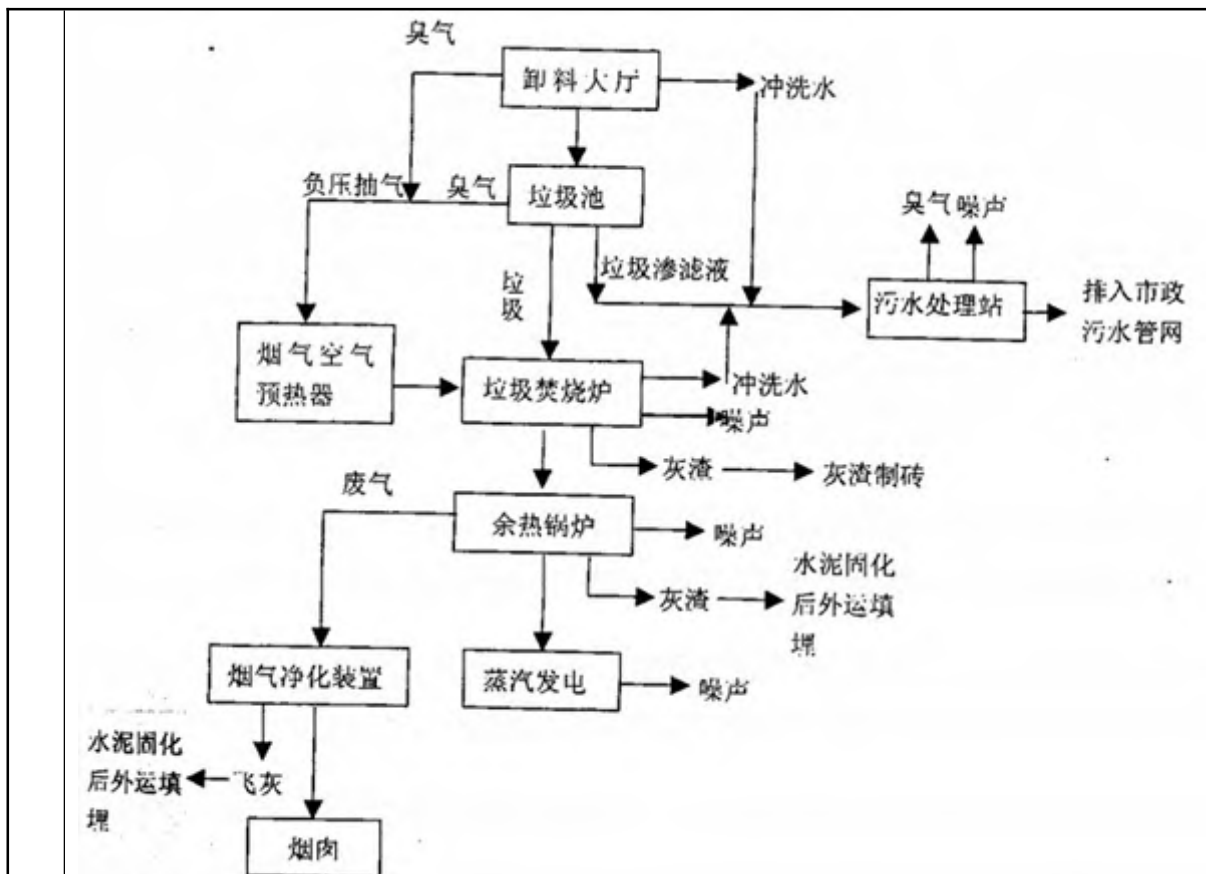 臭气
卸料大厅
冲洗水
负压抽气
臭气
垃圾池
臭气
噪声
垃圾渗滤液
垃圾
污水处理站
排入市政
污水管网
烟气空气
预热器
垃圾焚烧炉
冲洗水
噪声
灰渣
灰渣制砖
废气
余热锅炉
噪声
灰渣
水泥固化
后外运填
埋
烟气净化装置
蒸汽发电
噪声
水泥固化
后外运填
埋
飞灰
烟囱